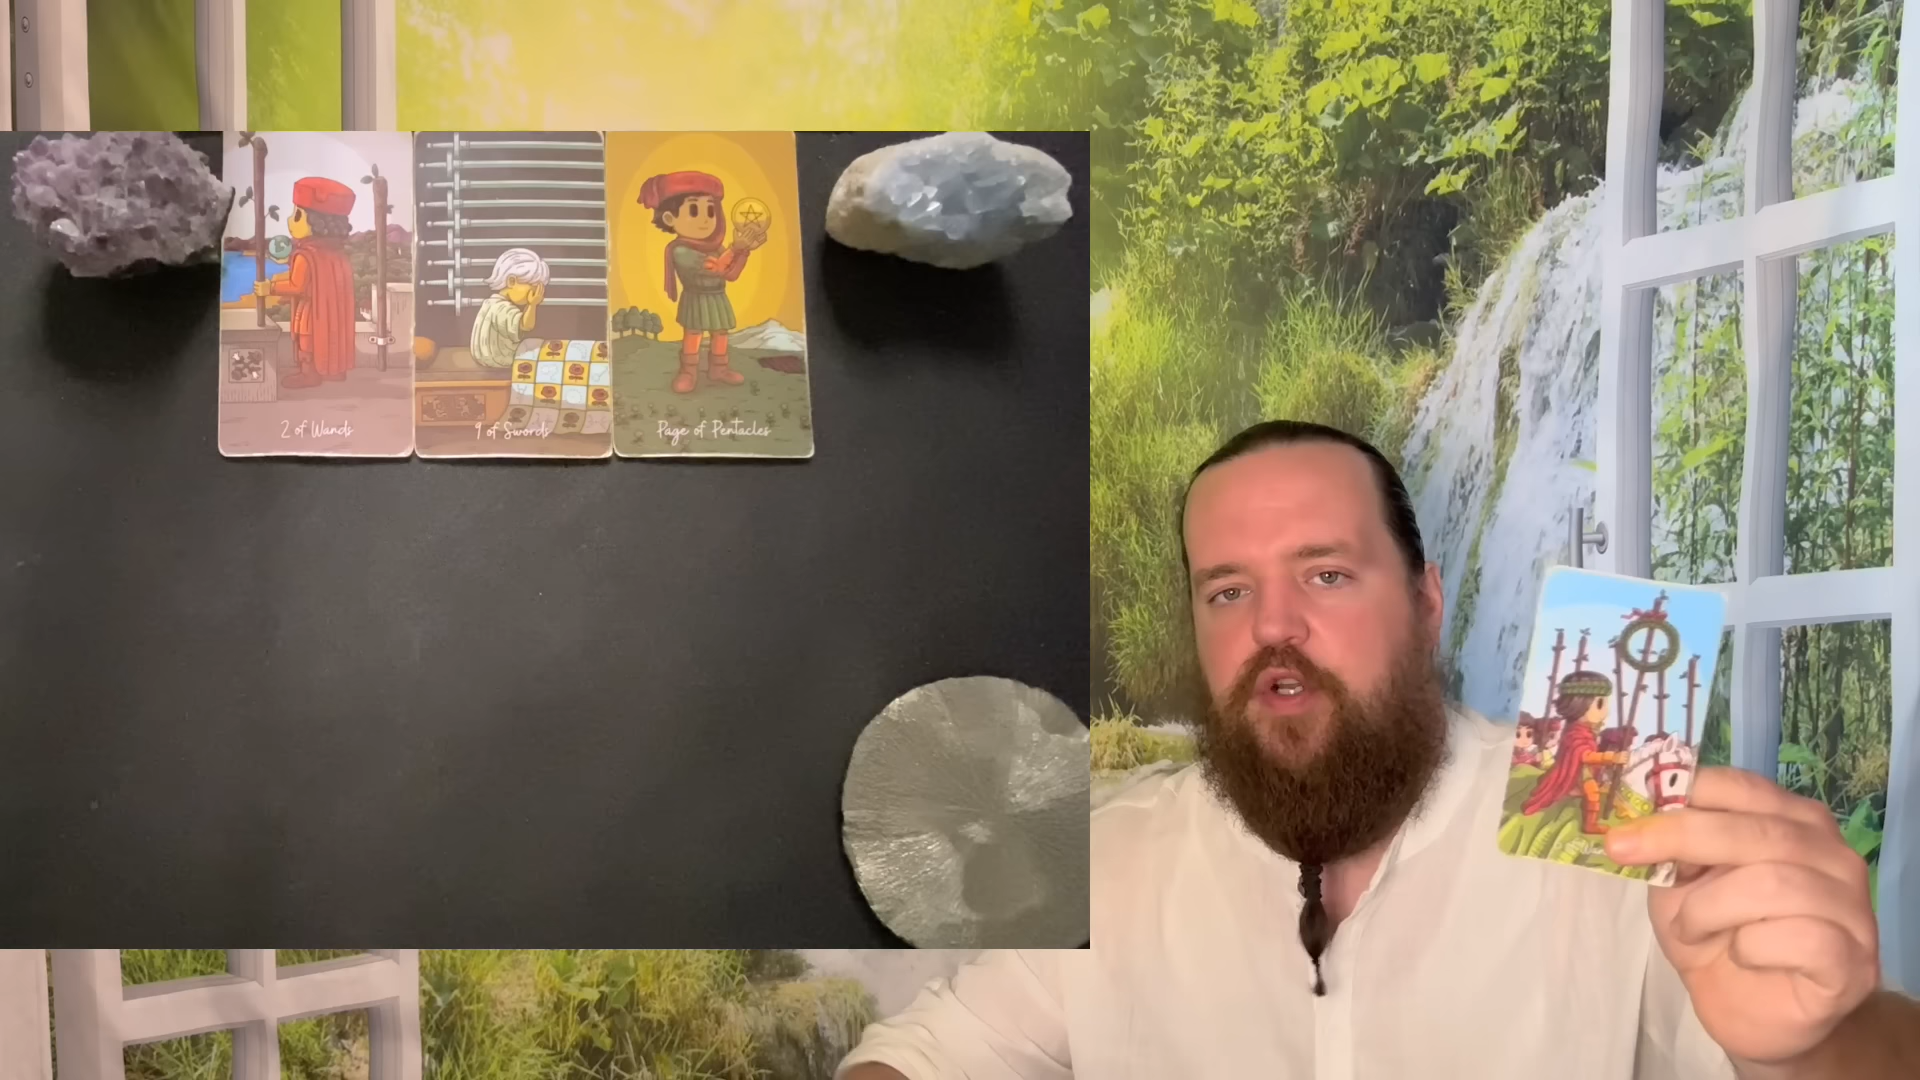 2 of Wands
9 of Swords
Page of Pentacles